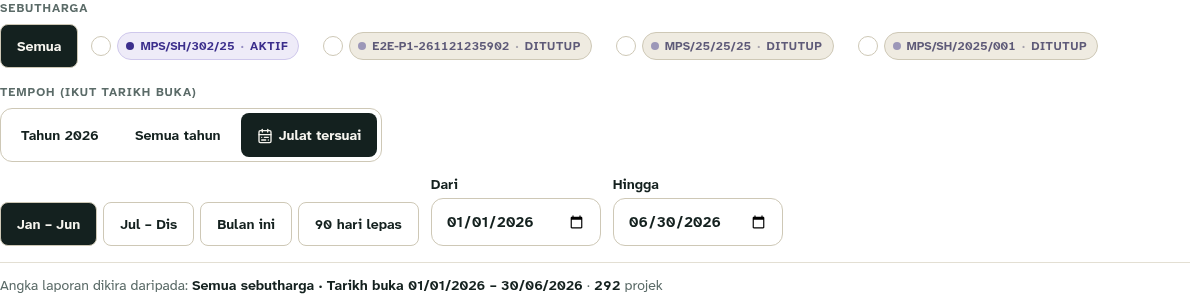 SEBUTHARGA
Semua MPS/SH/302/25 · AKTIF E2E-P1-261121235902 · DITUTUP MPS/25/25/25 · DITUTUP MPS/SH/2025/001 · DITUTUP
TEMPOH (IKUT TARIKH BUKA)
Tahun 2026 Semua tahun Julat tersuai
Dari Hingga
Jan – Jun Jul – Dis Bulan ini 90 hari lepas 01/01/2026 06/30/2026
Angka laporan dikira daripada: Semua sebutharga · Tarikh buka 01/01/2026 – 30/06/2026 · 292 projek